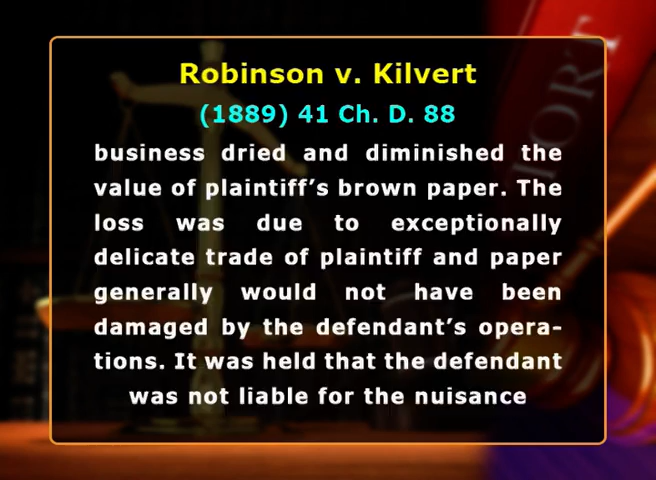 TORT
Robinson v. Kilvert
(1889) 41 Ch. D. 88
business dried and diminished the
value of plaintiff's brown paper. The
loss was due to exceptionally
delicate trade of plaintiff and paper
generally would not have been
damaged by the defendant's opera-
tions. It was held that the defendant
was not liable for the nuisance